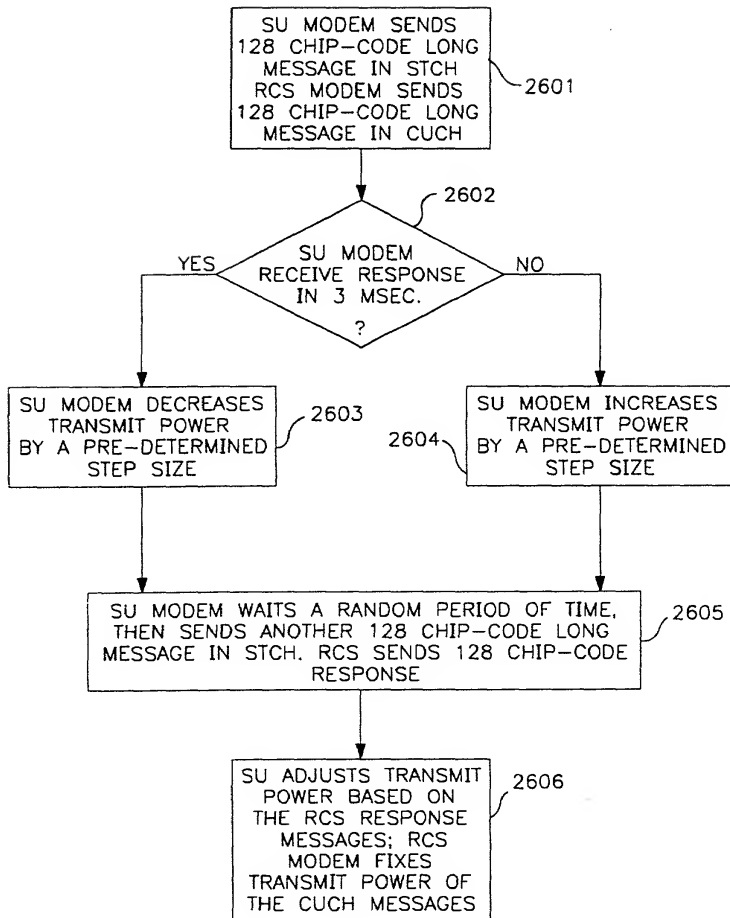 SU MODEM SENDS
128 CHIP-CODE LONG
MESSAGE IN STCH
RCS MODEM SENDS
128 CHIP-CODE LONG
MESSAGE IN CUCH
2601
2602
SU MODEM
RECEIVE RESPONSE
IN 3 MSEC.
?
YES
NO
SU MODEM DECREASES
TRANSMIT POWER
BY A PRE-DETERMINED
STEP SIZE
2603
SU MODEM INCREASES
TRANSMIT POWER
BY A PRE-DETERMINED
STEP SIZE
2604
SU MODEM WAITS A RANDOM PERIOD OF TIME,
THEN SENDS ANOTHER 128 CHIP-CODE LONG
MESSAGE IN STCH. RCS SENDS 128 CHIP-CODE
RESPONSE
2605
SU ADJUSTS TRANSMIT
POWER BASED ON
THE RCS RESPONSE
MESSAGES; RCS
MODEM FIXES
TRANSMIT POWER OF
THE CUCH MESSAGES
2606